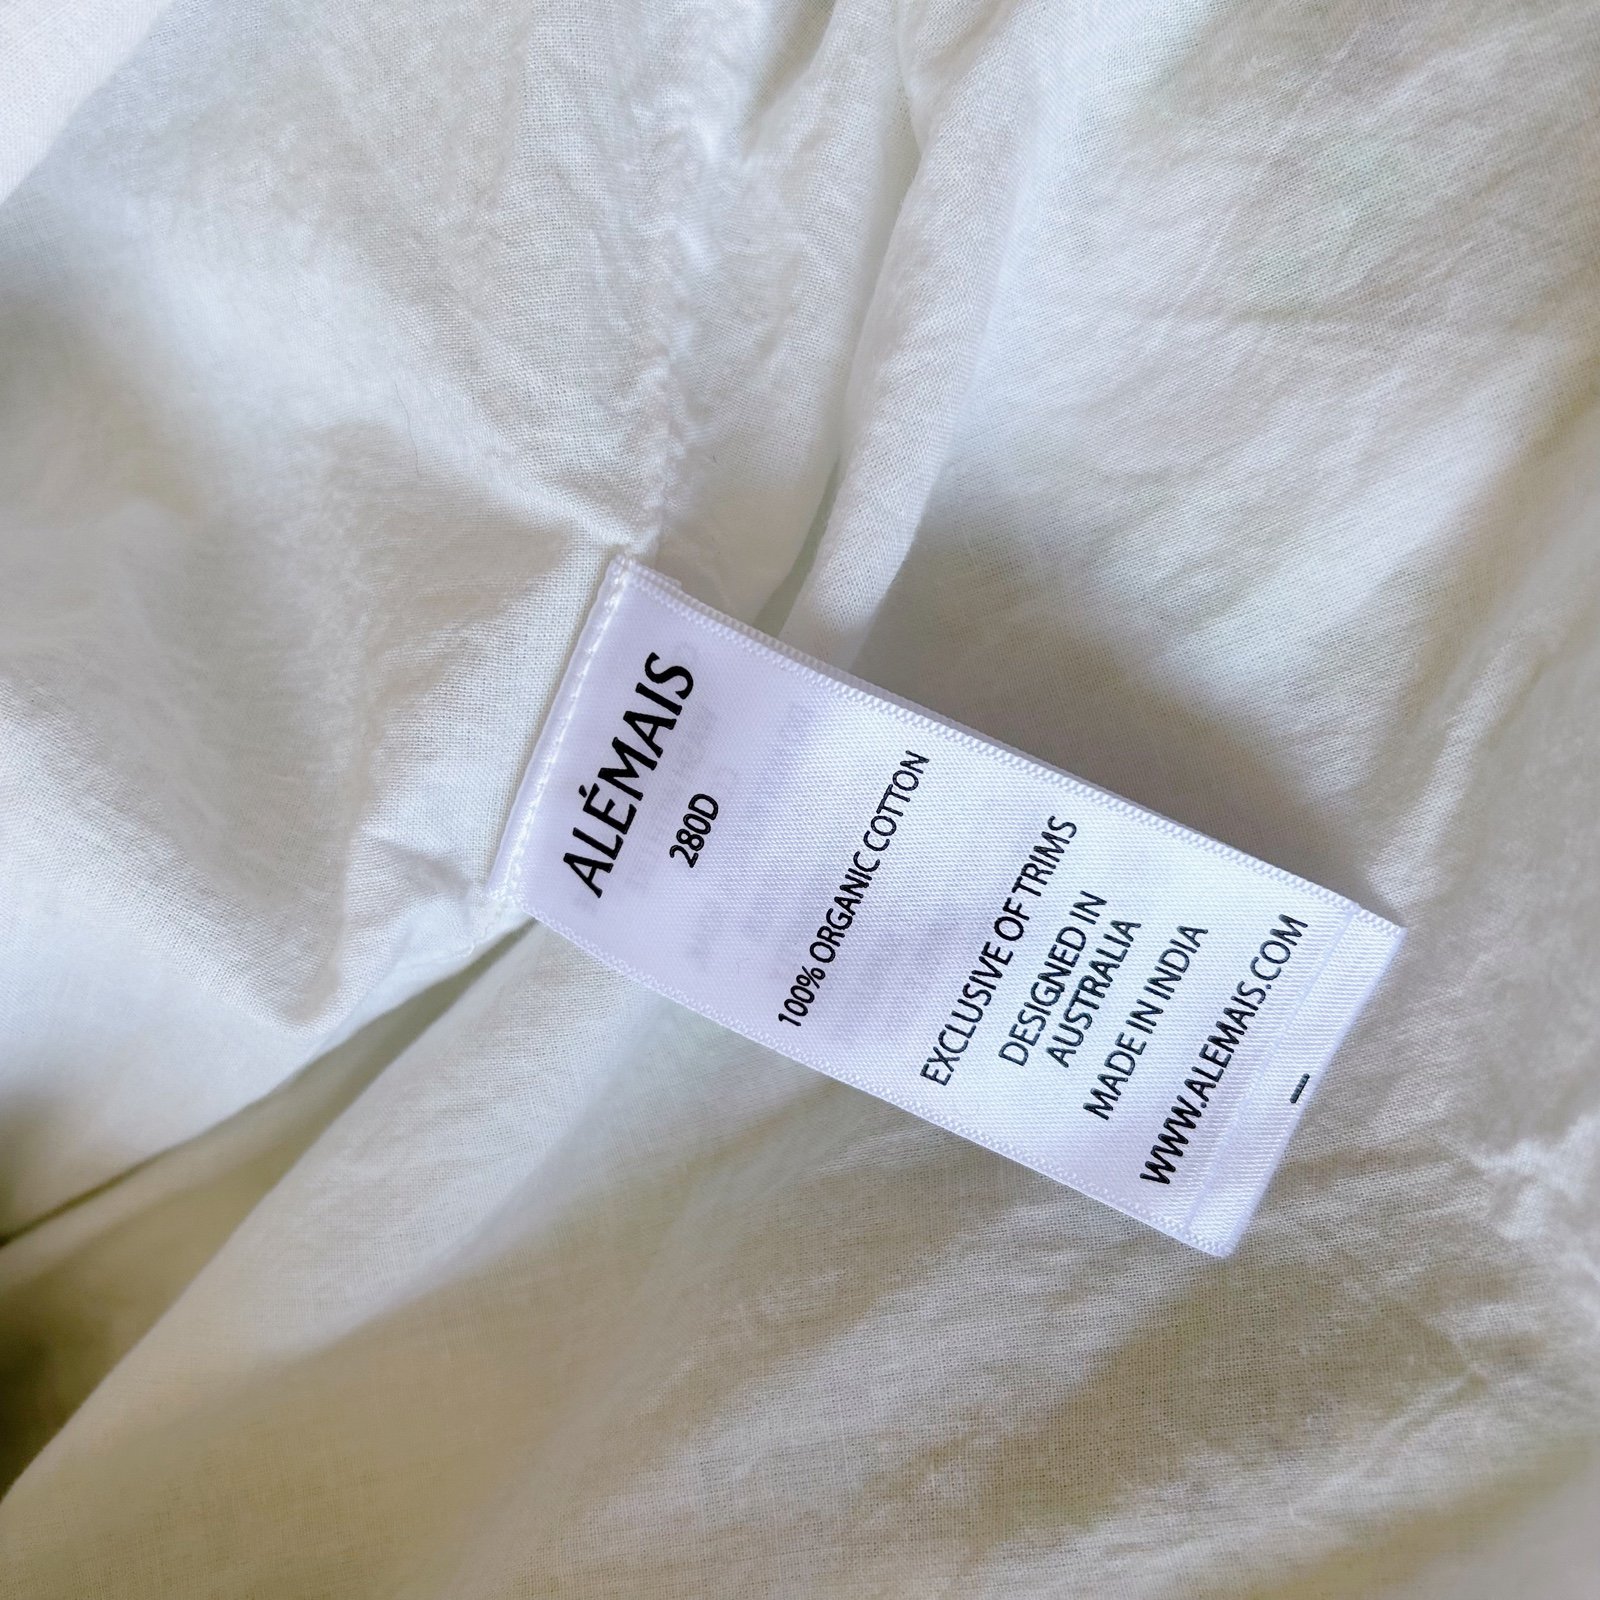 ALÉMAIS
280D
100% ORGANIC COTTON
EXCLUSIVE OF TRIMS
DESIGNED IN
AUSTRALIA
MADE IN INDIA
WWW.ALEMAIS.COM